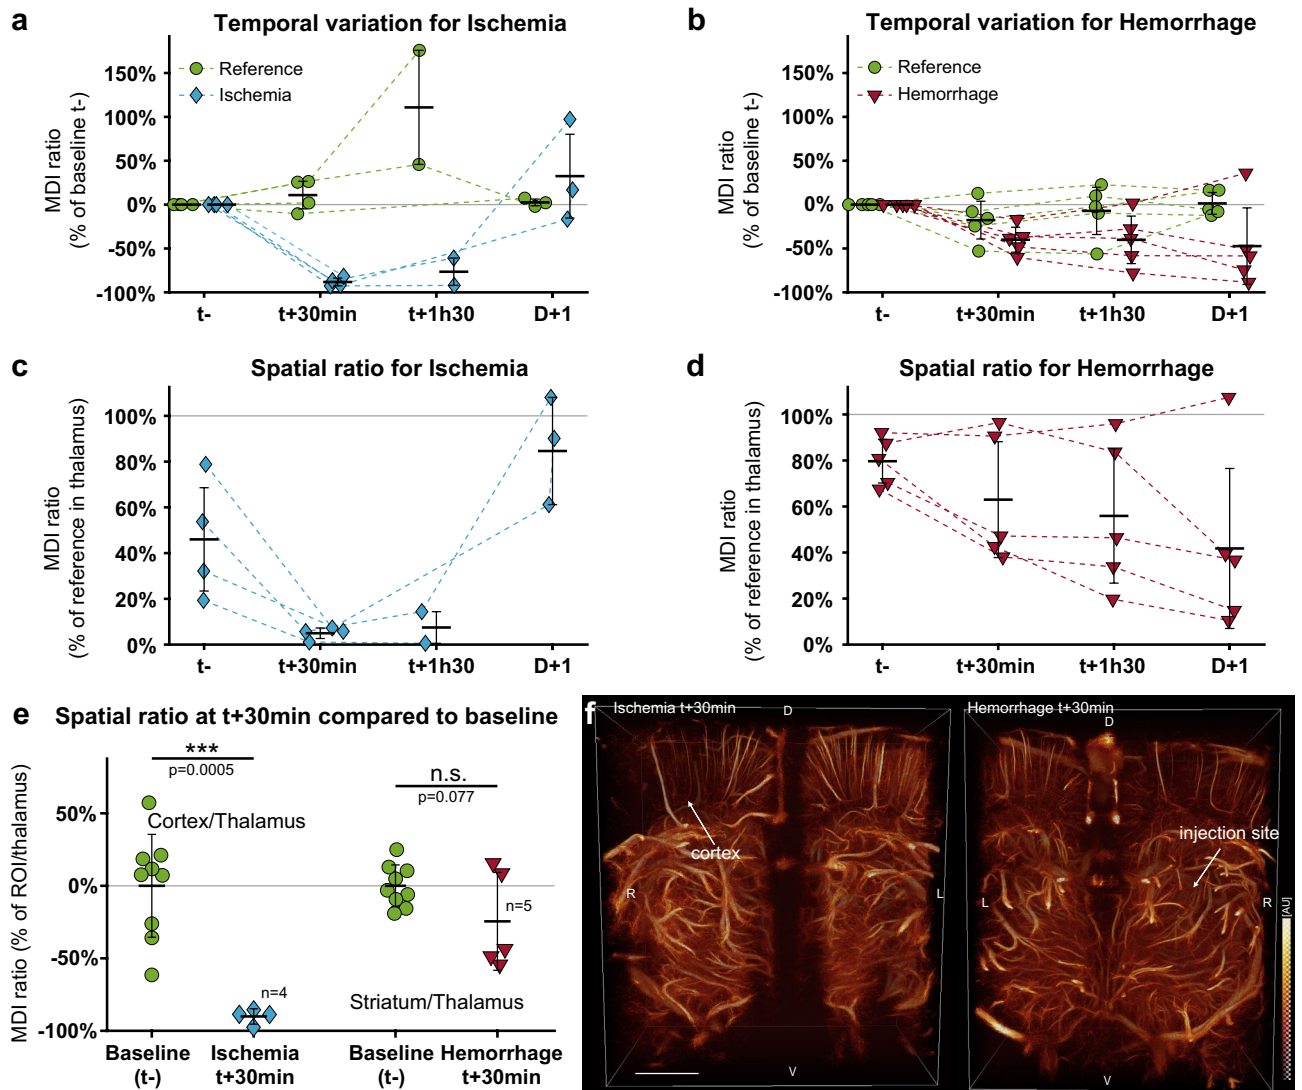 a
Temporal variation for Ischemia
MDI ratio
(% of baseline t-)
150%
100%
50%
0%
-50%
-100%
Reference
Ischemia
t-
t+30min
t+1h30
D+1
b
Temporal variation for Hemorrhage
MDI ratio
(% of baseline t-)
150%
100%
50%
0%
-50%
-100%
Reference
Hemorrhage
t-
t+30min
t+1h30
D+1
c
Spatial ratio for Ischemia
MDI ratio
(% of reference in thalamus)
100%
80%
60%
40%
20%
0%
t-
t+30min
t+1h30
D+1
d
Spatial ratio for Hemorrhage
MDI ratio
(% of reference in thalamus)
100%
80%
60%
40%
20%
0%
t-
t+30min
t+1h30
D+1
e
Spatial ratio at t+30min compared to baseline
MDI ratio (% of ROI/thalamus)
50%
0%
-50%
-100%
***
p=0.0005
Cortex/Thalamus
n=4
n.s.
p=0.077
n=5
Striatum/Thalamus
Baseline
(t-)
Ischemia
t+30min
Baseline
(t-)
Hemorrhage
t+30min
f
Ischemia t+30min
D
cortex
R
L
V
Hemorrhage t+30min
D
injection site
L
R
V
[AU]